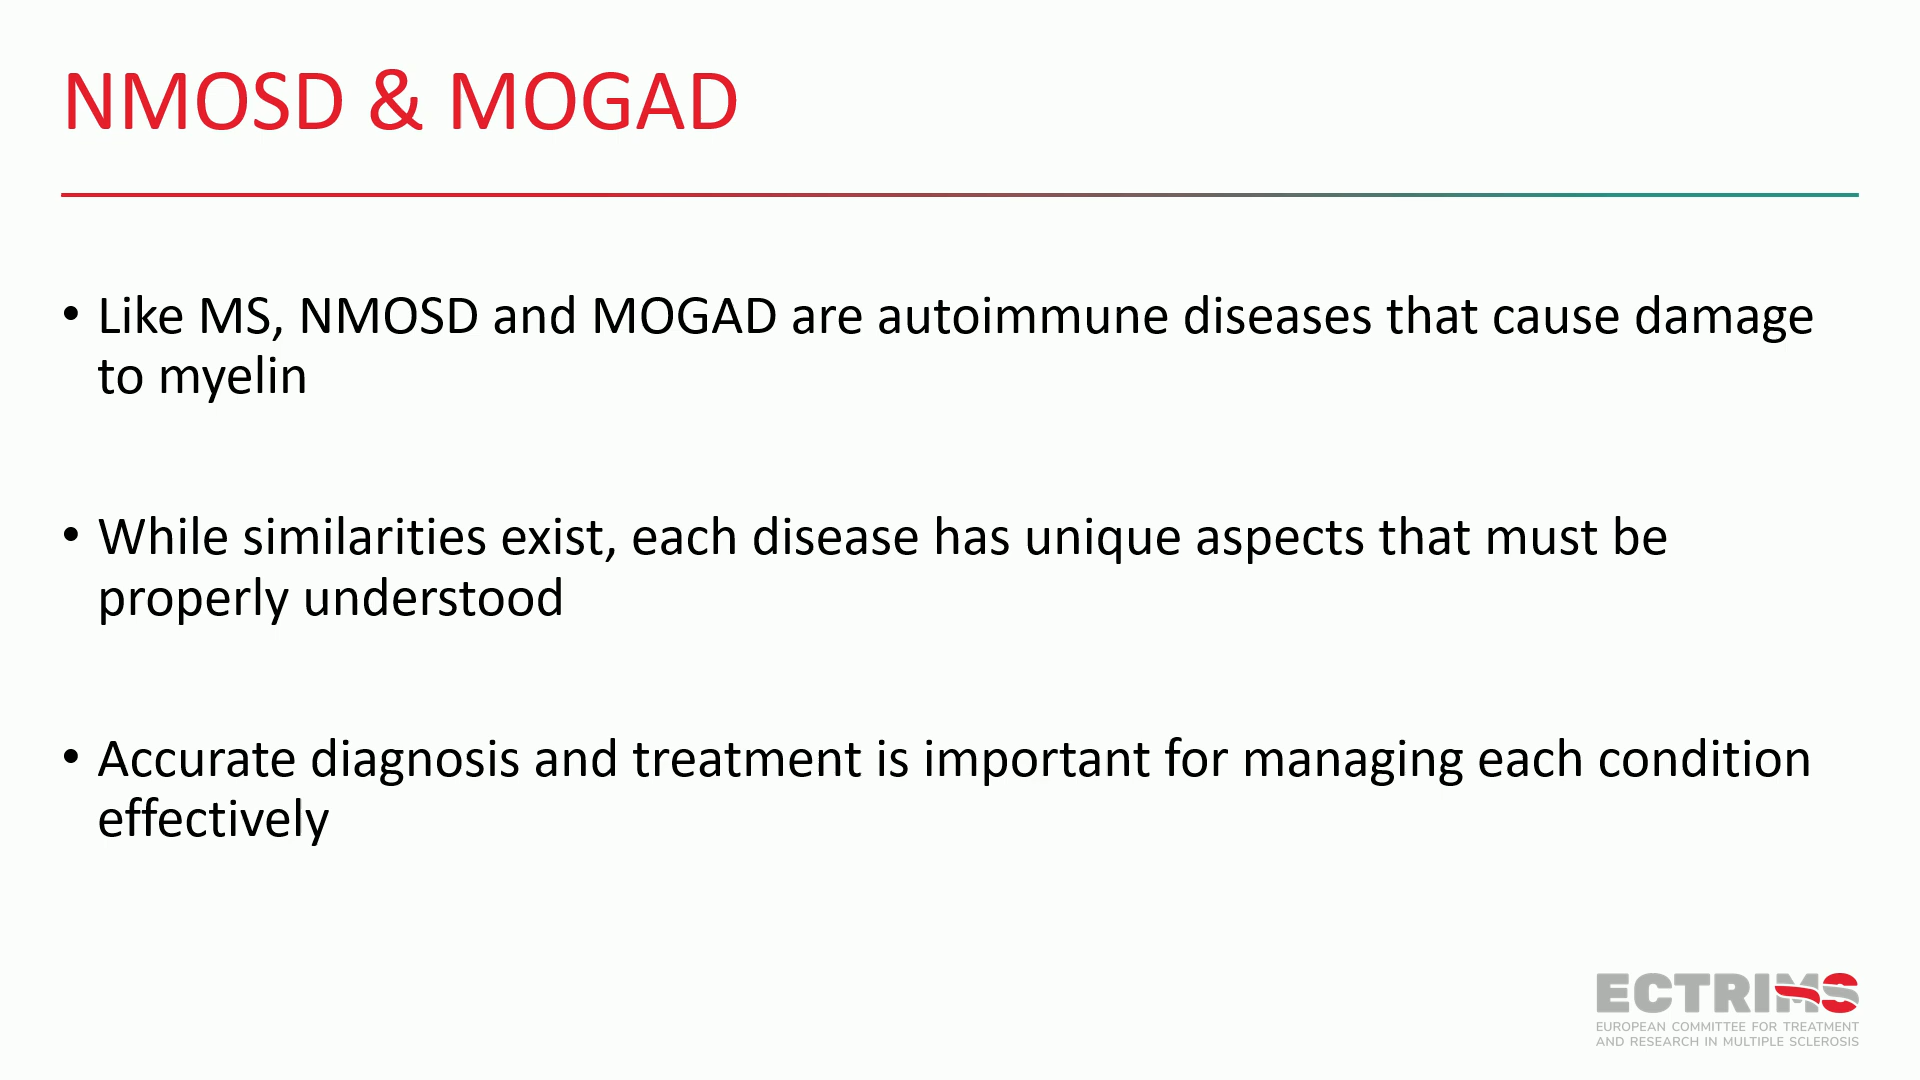 NMOSD & MOGAD
• Like MS, NMOSD and MOGAD are autoimmune diseases that cause damage
to myelin
• While similarities exist, each disease has unique aspects that must be
properly understood
• Accurate diagnosis and treatment is important for managing each condition
effectively
ECTRIMS
EUROPEAN COMMITTEE FOR TREATMENT
AND RESEARCH IN MULTIPLE SCLEROSIS